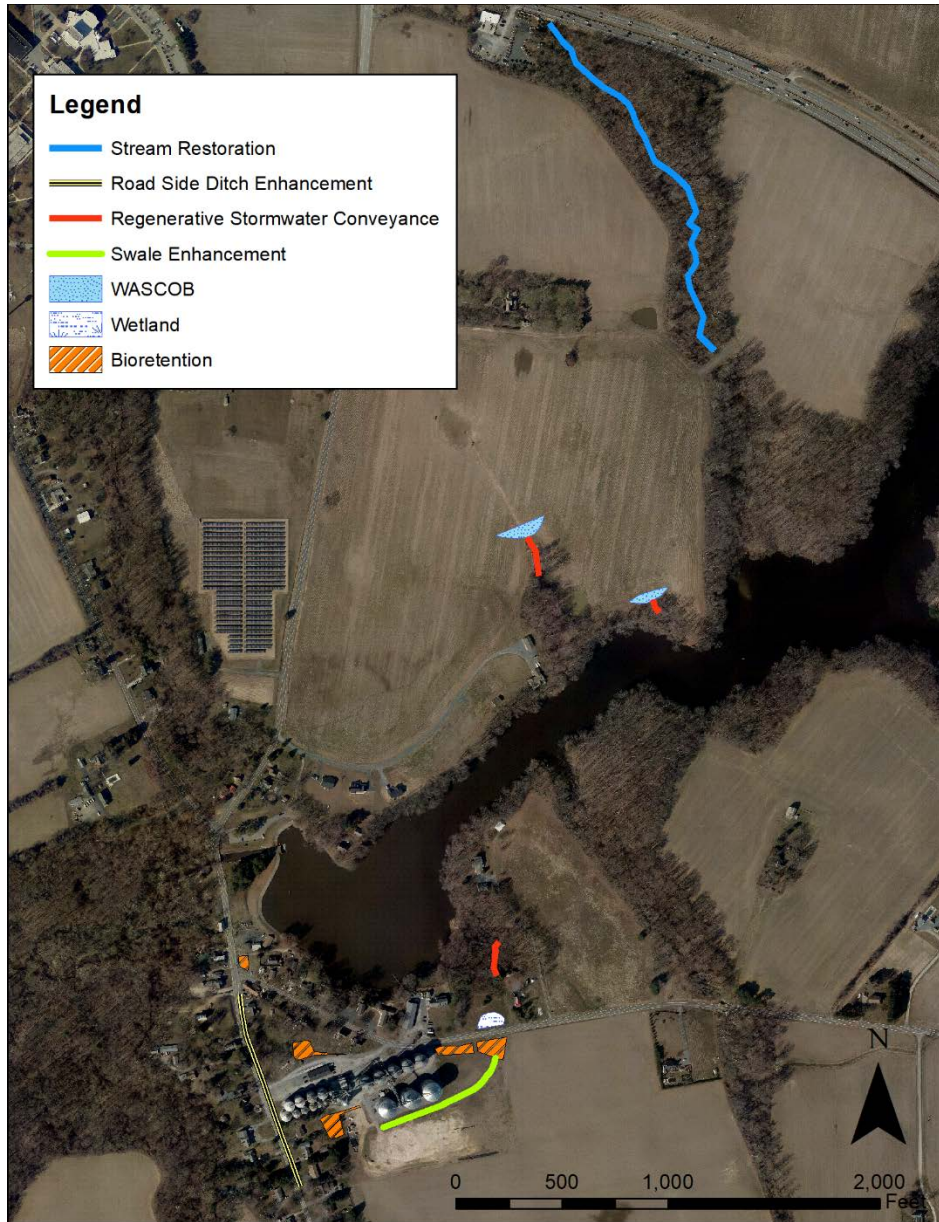 Legend
Stream Restoration
Road Side Ditch Enhancement
Regenerative Stormwater Conveyance
Swale Enhancement
WASCOB
Wetland
Bioretention
N
0 500 1,000 2,000
Feet